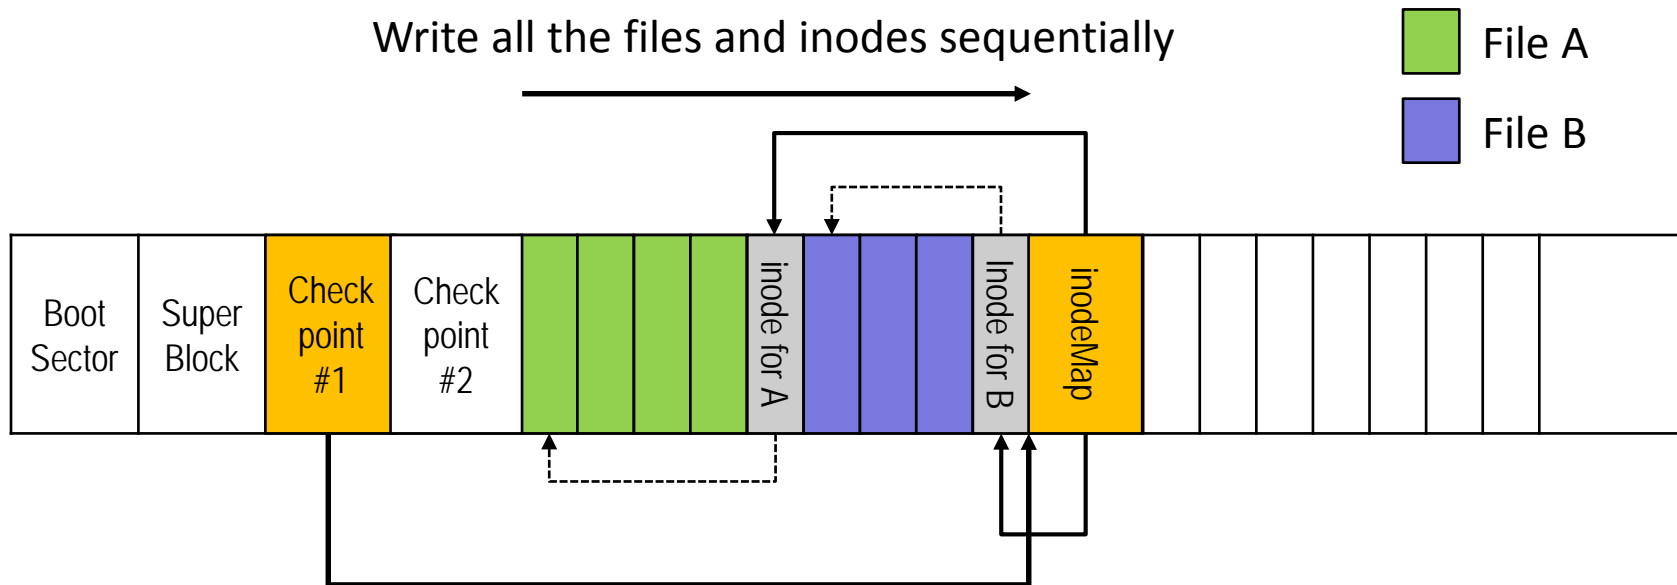 Write all the files and inodes sequentially
File A
File B
Boot
Sector
Super
Block
Check
point
#1
Check
point
#2
inode for A
Inode for B
inodeMap